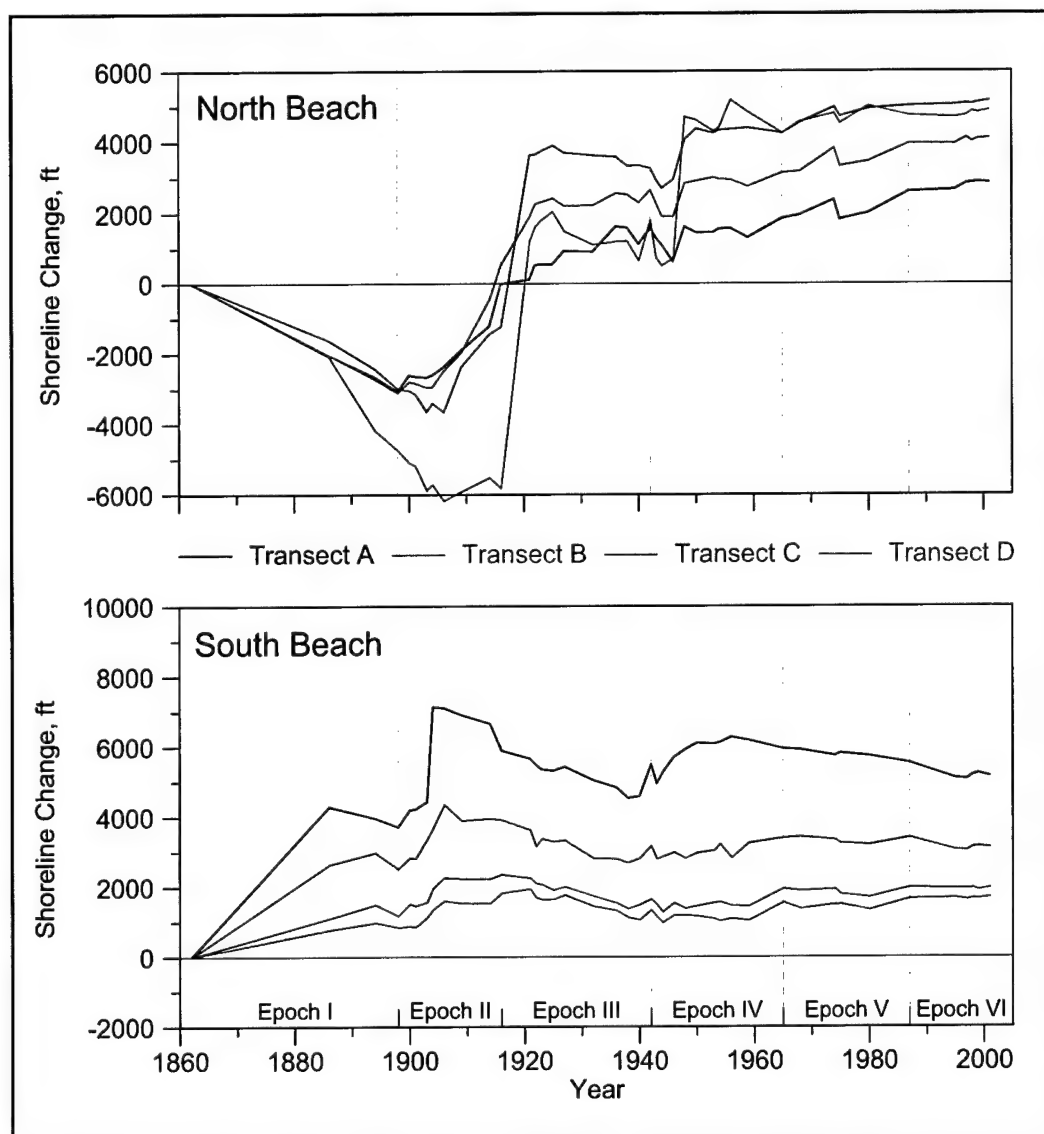 North Beach
Shoreline Change, ft
6000
4000
2000
0
-2000
-4000
-6000
Transect A Transect B Transect C Transect D
South Beach
Shoreline Change, ft
10000
8000
6000
4000
2000
0
-2000
Epoch I Epoch II Epoch III Epoch IV Epoch V Epoch VI
1860 1880 1900 1920 1940 1960 1980 2000
Year